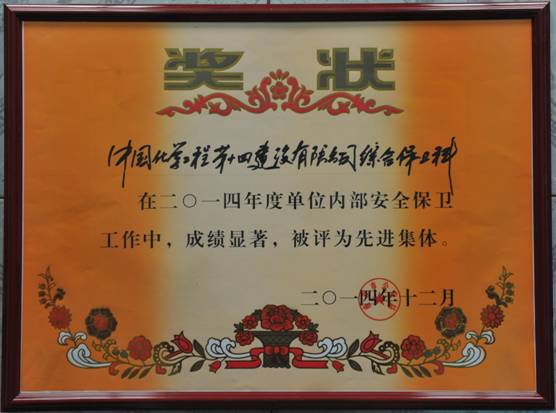 奖状
中国化学工程第十四建设有限公司综合保卫科
在二〇一四年度单位内部安全保卫
工作中，成绩显著，被评为先进集体。
二〇一四年十二月